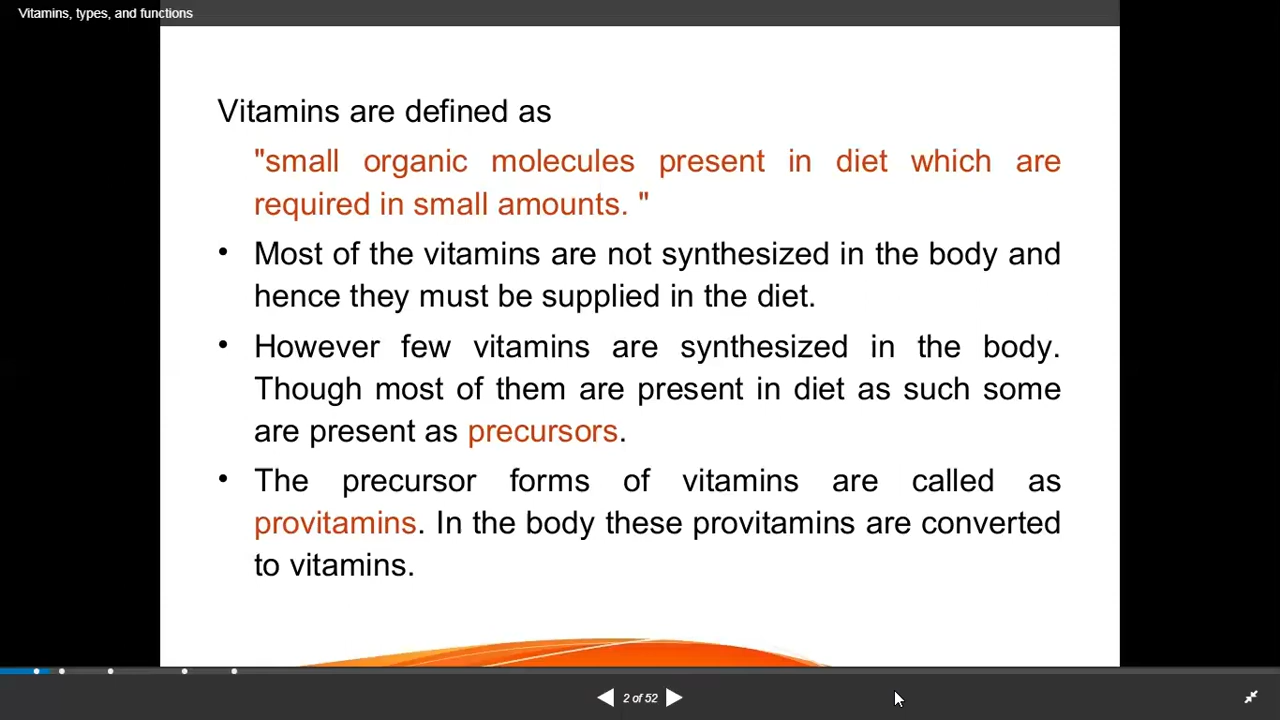 Vitamins, types, and functions
Vitamins are defined as
"small organic molecules present in diet which are
required in small amounts. "
• Most of the vitamins are not synthesized in the body and
hence they must be supplied in the diet.
• However few vitamins are synthesized in the body.
Though most of them are present in diet as such some
are present as precursors.
• The precursor forms of vitamins are called as
provitamins. In the body these provitamins are converted
to vitamins.
2 of 52